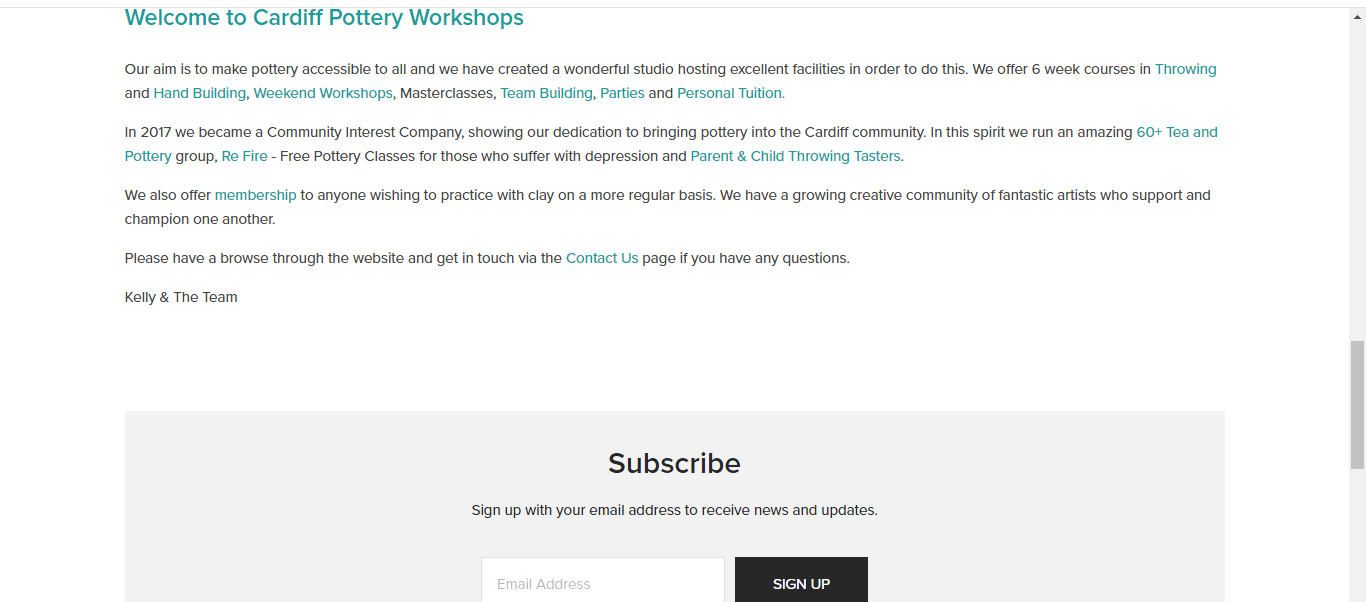 Welcome to Cardiff Pottery Workshops
Our aim is to make pottery accessible to all and we have created a wonderful studio hosting excellent facilities in order to do this. We offer 6 week courses in Throwing
and Hand Building, Weekend Workshops, Masterclasses, Team Building, Parties and Personal Tuition.
In 2017 we became a Community Interest Company, showing our dedication to bringing pottery into the Cardiff community. In this spirit we run an amazing 60+ Tea and
Pottery group, Re Fire - Free Pottery Classes for those who suffer with depression and Parent & Child Throwing Tasters.
We also offer membership to anyone wishing to practice with clay on a more regular basis. We have a growing creative community of fantastic artists who support and
champion one another.
Please have a browse through the website and get in touch via the Contact Us page if you have any questions.
Kelly & The Team
Subscribe
Sign up with your email address to receive news and updates.
Email Address
SIGN UP